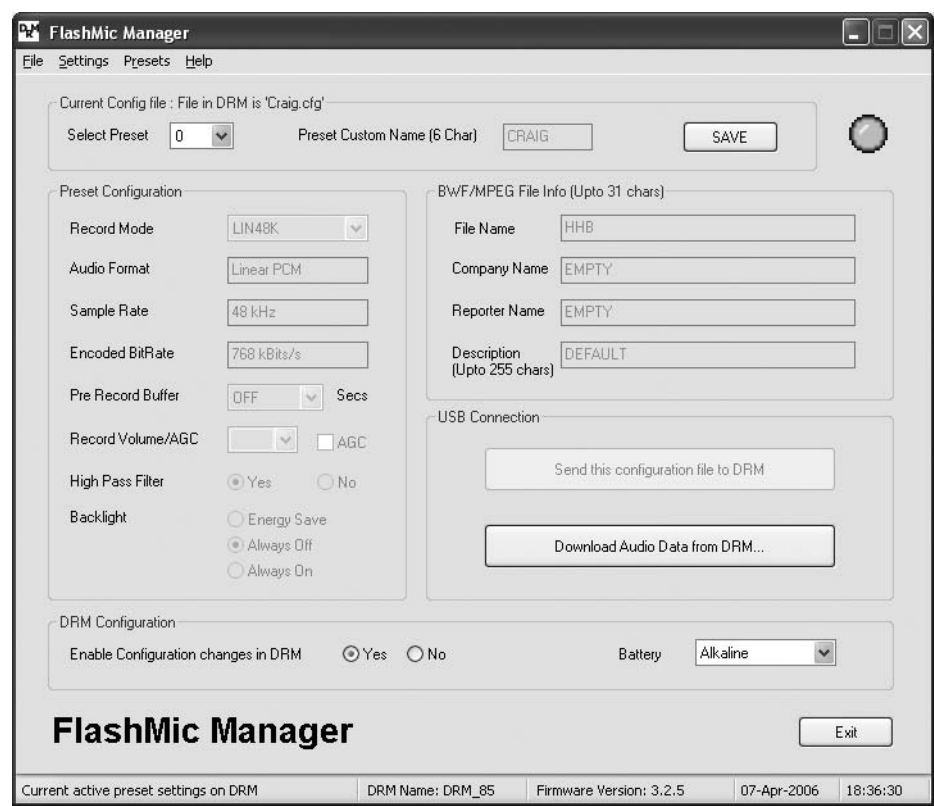 DRM FlashMic Manager
File Settings Presets Help
Current Config file : File in DRM is 'Craig.cfg'
Select Preset 0 Preset Custom Name (6 Char) CRAIG SAVE
Preset Configuration
Record Mode LIN48K
Audio Format Linear PCM
Sample Rate 48 kHz
Encoded BitRate 768 kBits/s
Pre Record Buffer OFF Secs
Record Volume/AGC AGC
High Pass Filter Yes No
Backlight Energy Save
Always Off
Always On
BWF/MPEG File Info (Upto 31 chars)
File Name HHB
Company Name EMPTY
Reporter Name EMPTY
Description DEFAULT
(Upto 255 chars)
USB Connection
Send this configuration file to DRM
Download Audio Data from DRM...
DRM Configuration
Enable Configuration changes in DRM Yes No Battery Alkaline
FlashMic Manager
Exit
Current active preset settings on DRM DRM Name: DRM_85 Firmware Version: 3.2.5 07-Apr-2006 18:36:30